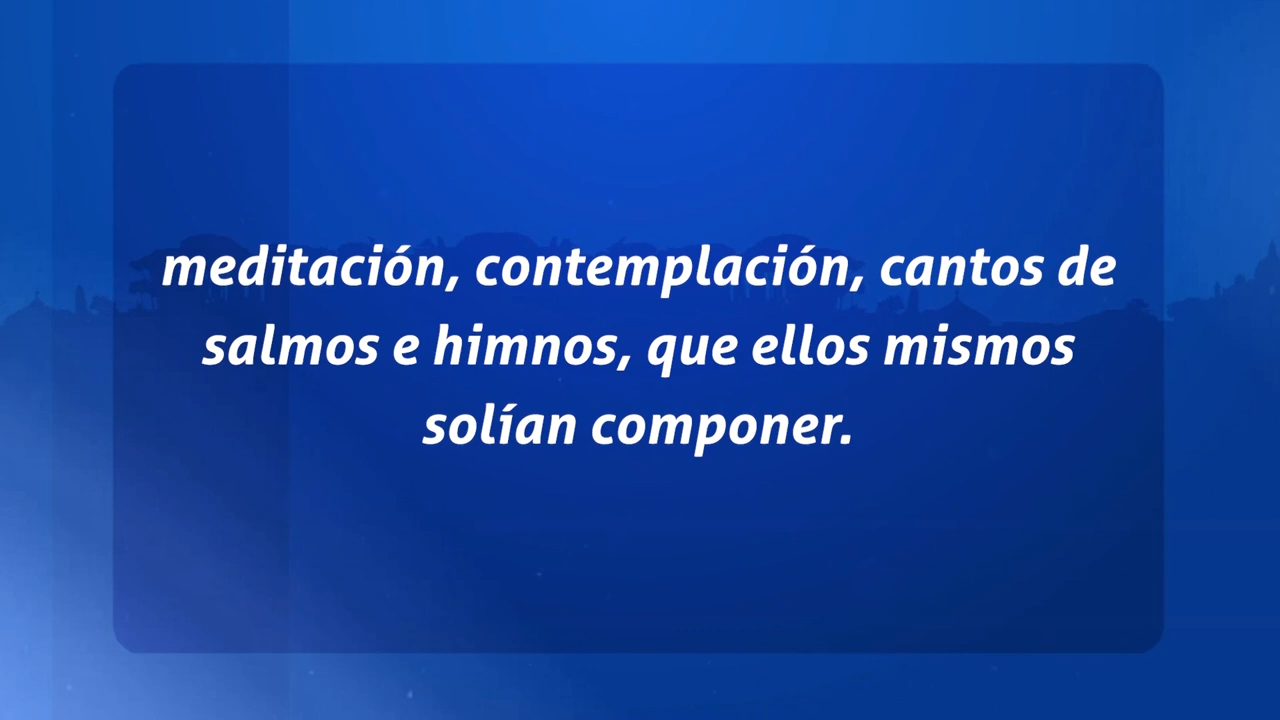 meditación, contemplación, cantos de
salmos e himnos, que ellos mismos
solían componer.